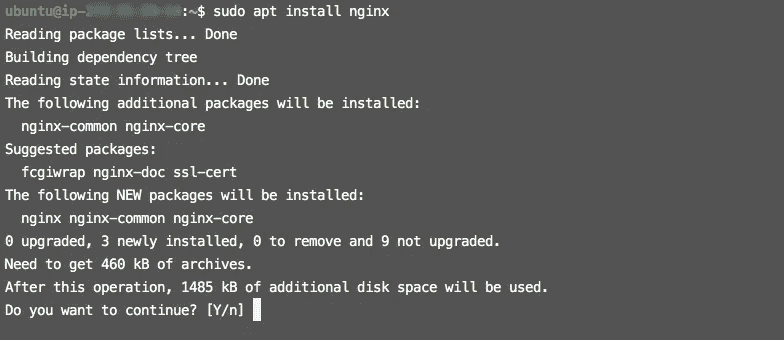 ubuntu@ip-:~$ sudo apt install nginx
Reading package lists... Done
Building dependency tree
Reading state information... Done
The following additional packages will be installed:
  nginx-common nginx-core
Suggested packages:
  fcgiwrap nginx-doc ssl-cert
The following NEW packages will be installed:
  nginx nginx-common nginx-core
0 upgraded, 3 newly installed, 0 to remove and 9 not upgraded.
Need to get 460 kB of archives.
After this operation, 1485 kB of additional disk space will be used.
Do you want to continue? [Y/n]